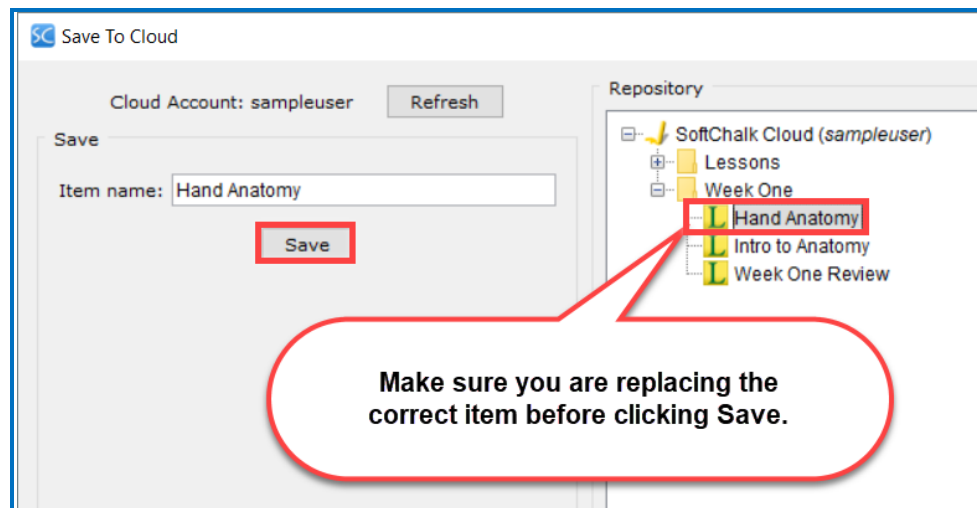 SC Save To Cloud
Cloud Account: sampleuser Refresh
Save
Item name: Hand Anatomy
Save
Repository
SoftChalk Cloud (sampleuser)
Lessons
Week One
L Hand Anatomy
L Intro to Anatomy
L Week One Review
Make sure you are replacing the
correct item before clicking Save.